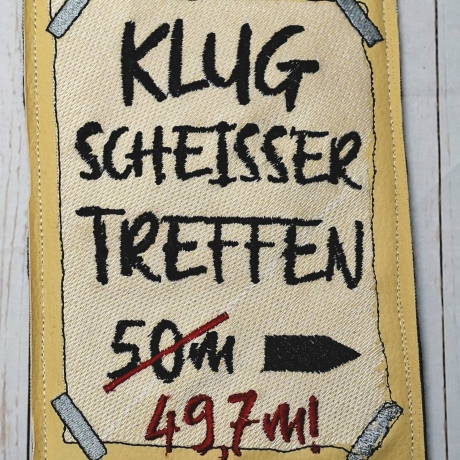 KLUG
SCHEISSER
TREFFEN
50m
49,7m!